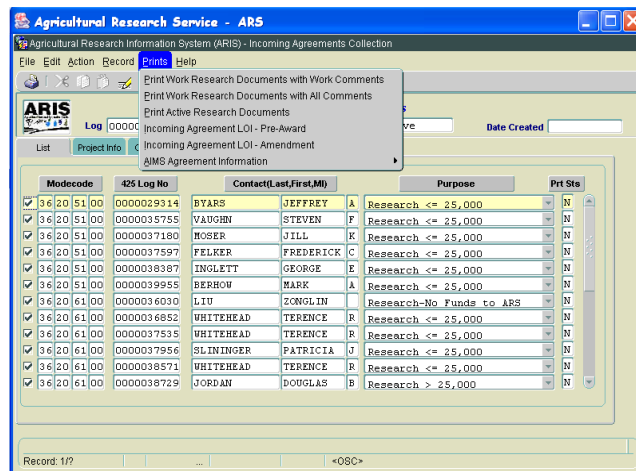 Agricultural Research Service - ARS
Agricultural Research Information System (ARIS) - Incoming Agreements Collection
File Edit Action Record Prints Help
Print Work Research Documents with Work Comments
Print Work Research Documents with All Comments
Print Active Research Documents
Incoming Agreement LOI - Pre-Award
Incoming Agreement LOI - Amendment
AIMS Agreement Information
ARIS
Log 0000
Date Created
List Project Info
Modecode 425 Log No Contact(Last,First,MI) Purpose Prt Sts
36 20 51 00 0000029314 BYARS JEFFREY A Research <= 25,000 N
36 20 51 00 0000035755 VAUGHN STEVEN F Research <= 25,000 N
36 20 51 00 0000037180 MOSER JILL K Research <= 25,000 N
36 20 51 00 0000037597 FELKER FREDERICK C Research <= 25,000 N
36 20 51 00 0000038387 INGLETT GEORGE E Research <= 25,000 N
36 20 51 00 0000039955 BERHOW MARK A Research <= 25,000 N
36 20 61 00 0000036030 LIU ZONGLIN Research-No Funds to ARS N
36 20 61 00 0000036852 WHITEHEAD TERENCE R Research <= 25,000 N
36 20 61 00 0000037535 WHITEHEAD TERENCE R Research <= 25,000 N
36 20 61 00 0000037956 SLININGER PATRICIA J Research <= 25,000 N
36 20 61 00 0000038571 WHITEHEAD TERENCE R Research <= 25,000 N
36 20 61 00 0000038729 JORDAN DOUGLAS B Research > 25,000 N
Record: 1/? ... <OSC>